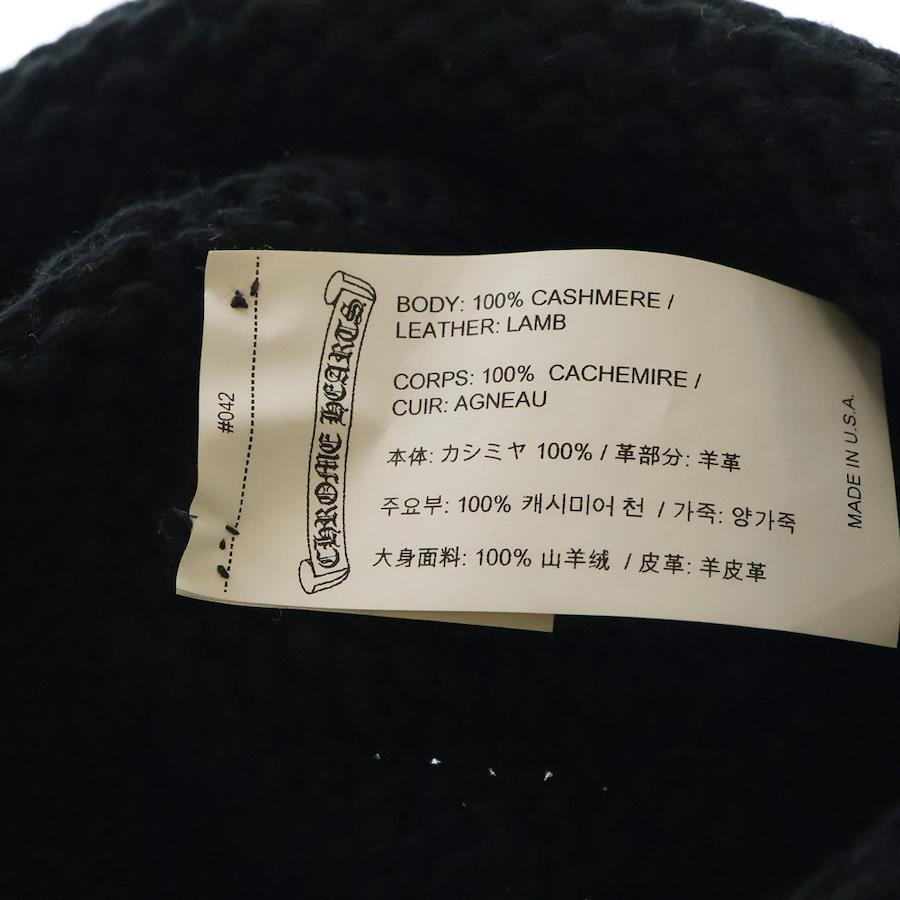 #042
CHROME HEARTS
BODY: 100% CASHMERE /
LEATHER: LAMB
CORPS: 100% CACHEMIRE /
CUIR: AGNEAU
本体: カシミヤ 100% / 革部分: 羊革
주요부: 100% 캐시미어 천 / 가죽: 양가죽
大身面料: 100% 山羊绒 / 皮革: 羊皮革
MADE IN U.S.A.